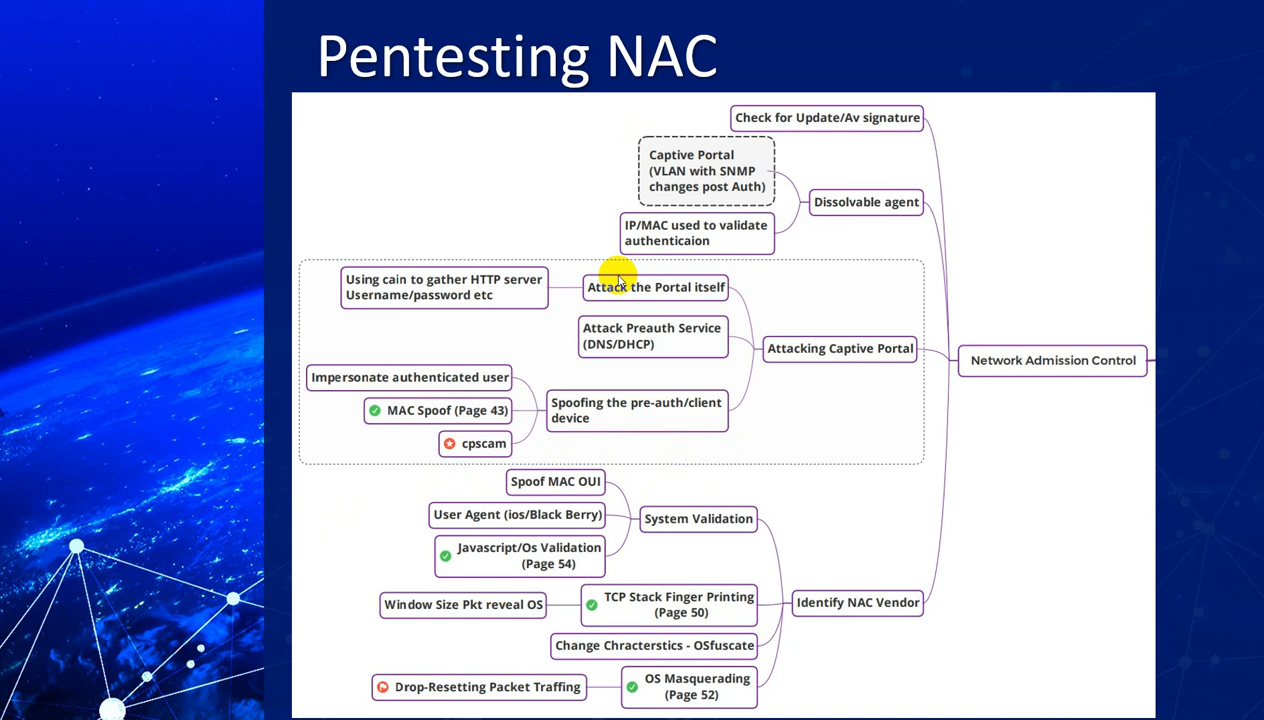 Pentesting NAC
Check for Update/Av signature
Captive Portal
(VLAN with SNMP
changes post Auth)
Dissolvable agent
IP/MAC used to validate
authenticaion
Using cain to gather HTTP server
Username/password etc
Attack the Portal itself
Attack Preauth Service
(DNS/DHCP)
Attacking Captive Portal
Network Admission Control
Impersonate authenticated user
MAC Spoof (Page 43)
cpscam
Spoofing the pre-auth/client
device
Spoof MAC OUI
User Agent (ios/Black Berry)
Javascript/Os Validation
(Page 54)
System Validation
Window Size Pkt reveal OS
TCP Stack Finger Printing
(Page 50)
Identify NAC Vendor
Change Chracterstics - OSfuscate
Drop-Resetting Packet Traffing
OS Masquerading
(Page 52)